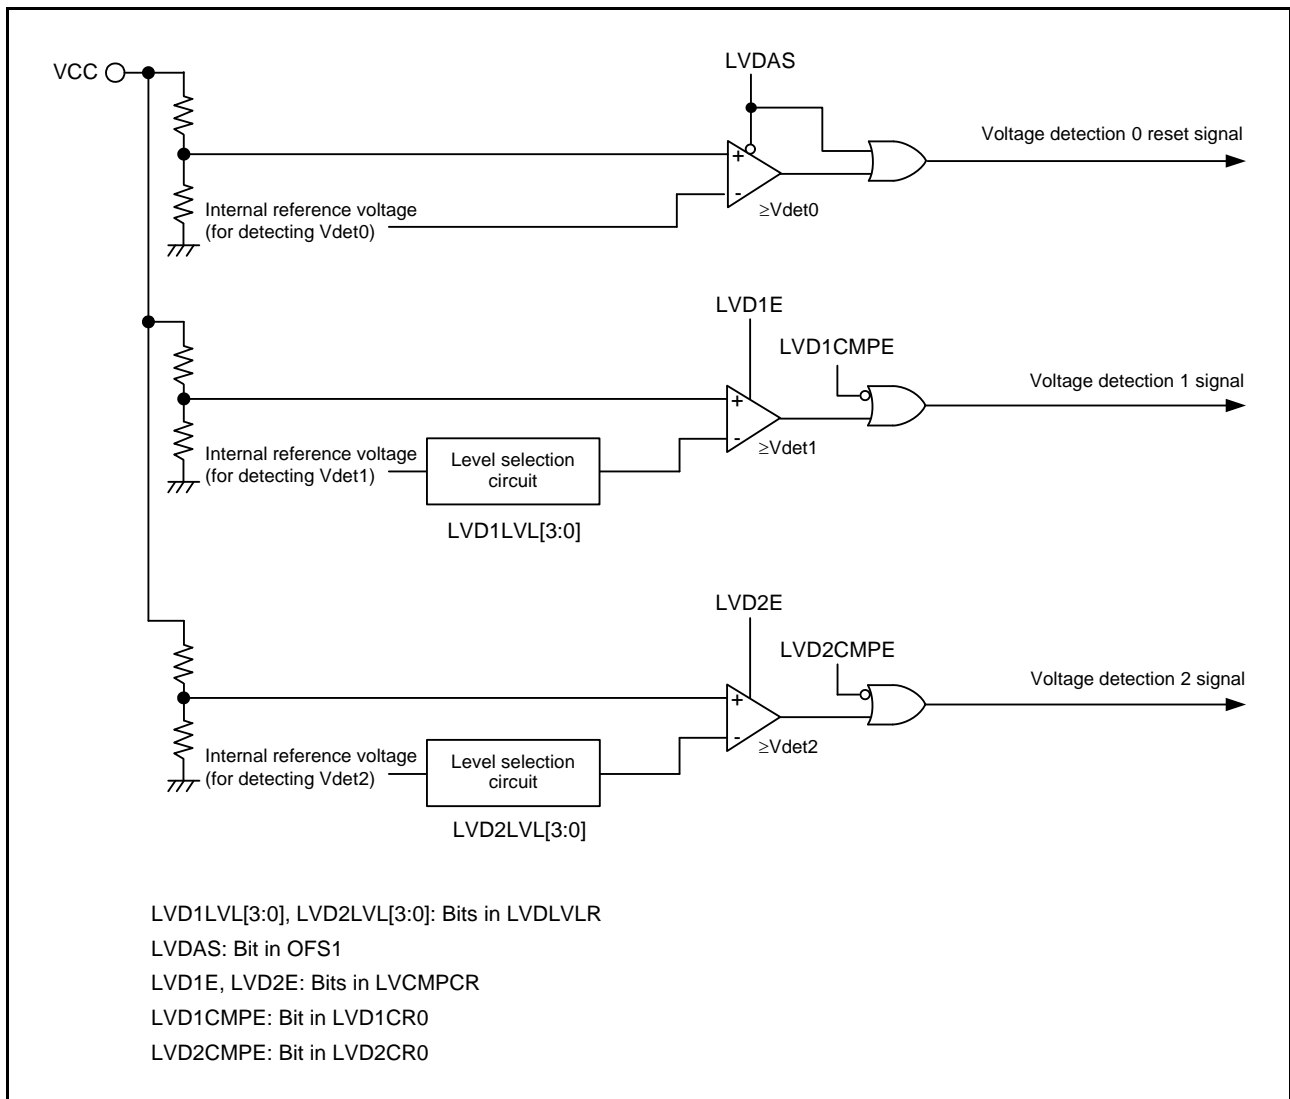 VCC
LVDAS
Voltage detection 0 reset signal
+
-
≥Vdet0
Internal reference voltage
(for detecting Vdet0)
LVD1E
LVD1CMPE
Voltage detection 1 signal
+
-
≥Vdet1
Internal reference voltage
(for detecting Vdet1)
Level selection
circuit
LVD1LVL[3:0]
LVD2E
LVD2CMPE
Voltage detection 2 signal
+
-
≥Vdet2
Internal reference voltage
(for detecting Vdet2)
Level selection
circuit
LVD2LVL[3:0]
LVD1LVL[3:0], LVD2LVL[3:0]: Bits in LVDLVLR
LVDAS: Bit in OFS1
LVD1E, LVD2E: Bits in LVCMPCR
LVD1CMPE: Bit in LVD1CR0
LVD2CMPE: Bit in LVD2CR0